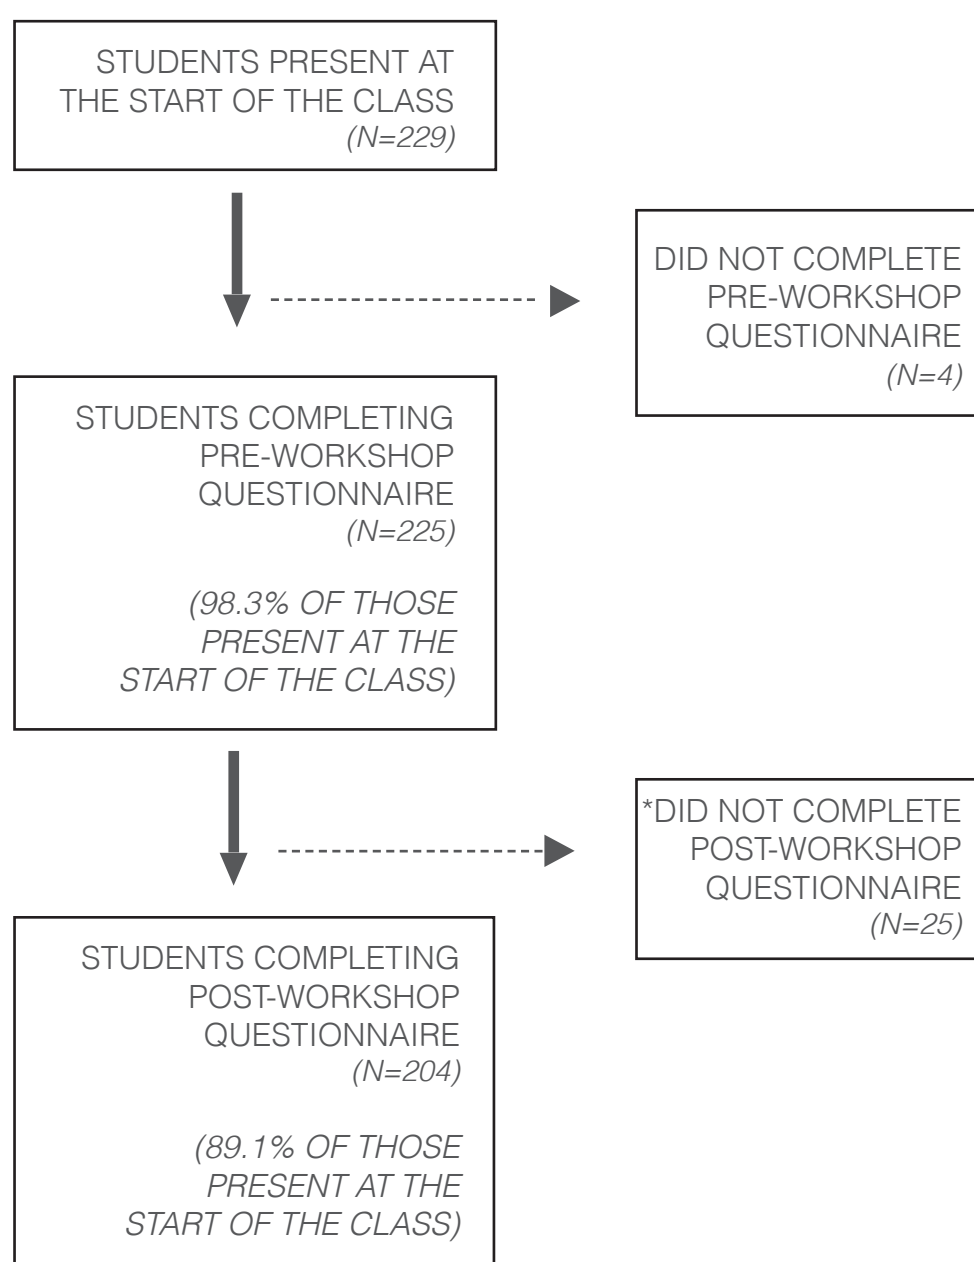 STUDENTS PRESENT AT
THE START OF THE CLASS
(N=229)
DID NOT COMPLETE
PRE-WORKSHOP
QUESTIONNAIRE
(N=4)
STUDENTS COMPLETING
PRE-WORKSHOP
QUESTIONNAIRE
(N=225)
(98.3% OF THOSE
PRESENT AT THE
START OF THE CLASS)
*DID NOT COMPLETE
POST-WORKSHOP
QUESTIONNAIRE
(N=25)
STUDENTS COMPLETING
POST-WORKSHOP
QUESTIONNAIRE
(N=204)
(89.1% OF THOSE
PRESENT AT THE
START OF THE CLASS)